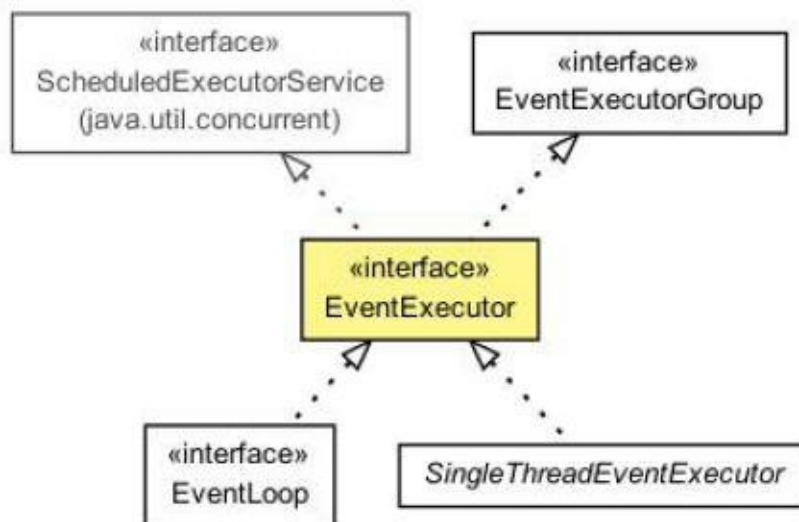 «interface»
ScheduledExecutorService
(java.util.concurrent)
«interface»
EventExecutorGroup
«interface»
EventExecutor
«interface»
EventLoop
SingleThreadEventExecutor